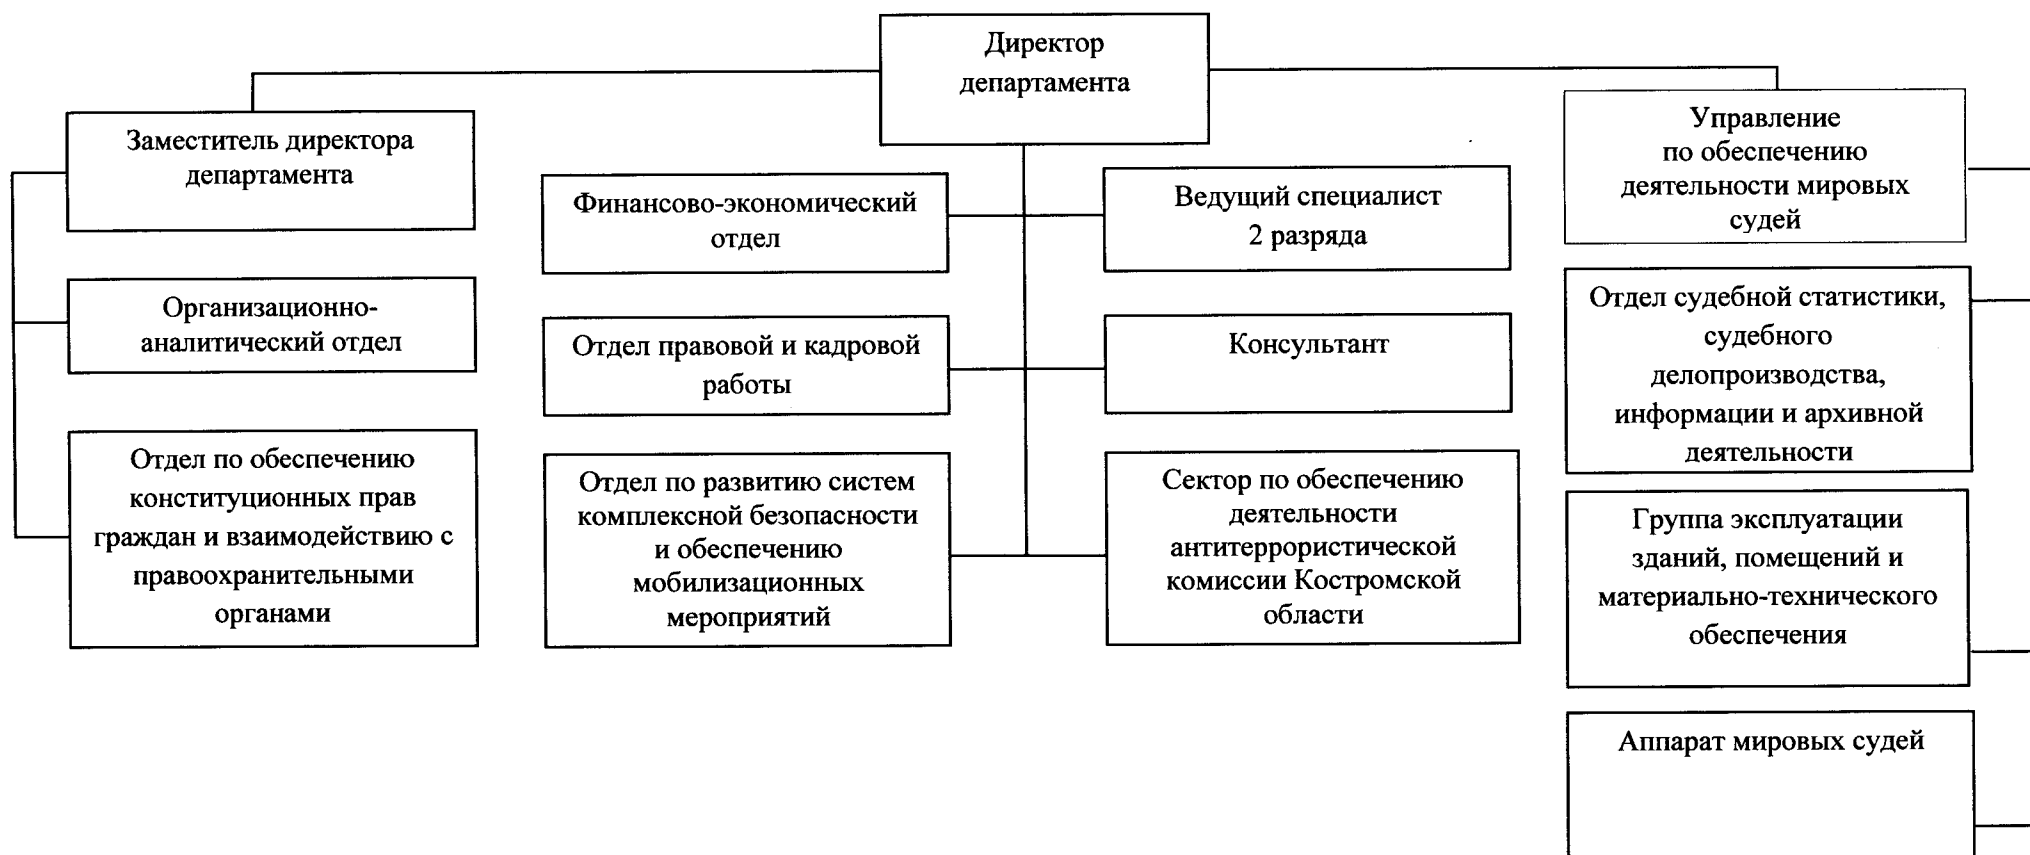 Директор
департамента
Заместитель директора
департамента
Организационно-
аналитический отдел
Отдел по обеспечению
конституционных прав
граждан и взаимодействию с
правоохранительными
органами
Финансово-экономический
отдел
Отдел правовой и кадровой
работы
Отдел по развитию систем
комплексной безопасности
и обеспечению
мобилизационных
мероприятий
Ведущий специалист
2 разряда
Консультант
Сектор по обеспечению
деятельности
антитеррористической
комиссии Костромской
области
Управление
по обеспечению
деятельности мировых
судей
Отдел судебной статистики,
судебного
делопроизводства,
информации и архивной
деятельности
Группа эксплуатации
зданий, помещений и
материально-технического
обеспечения
Аппарат мировых судей